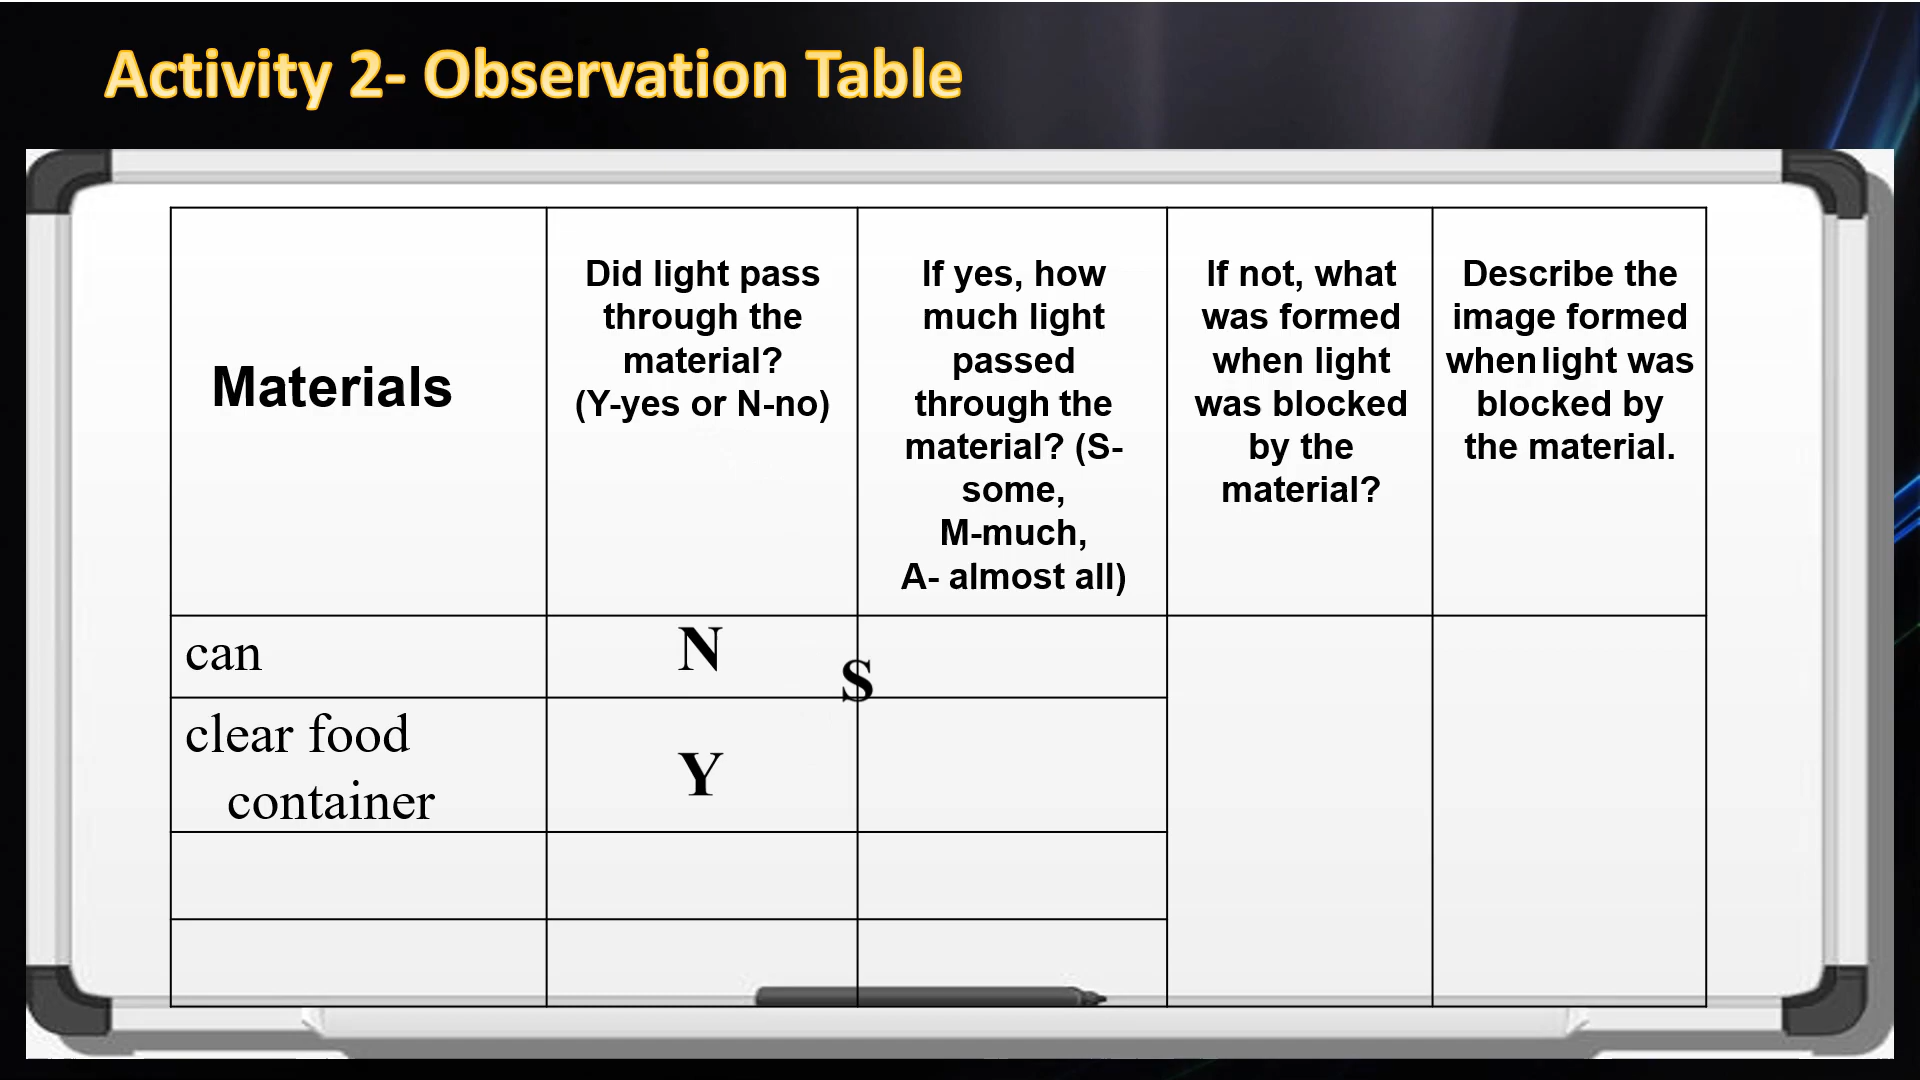 Activity 2- Observation Table
Materials
Did light pass
through the
material?
(Y-yes or N-no)
If yes, how
much light
passed
through the
material? (S-
some,
M-much,
A- almost all)
If not, what
was formed
when light
was blocked
by the
material?
Describe the
image formed
when light was
blocked by
the material.
can
N
S
clear food
container
Y